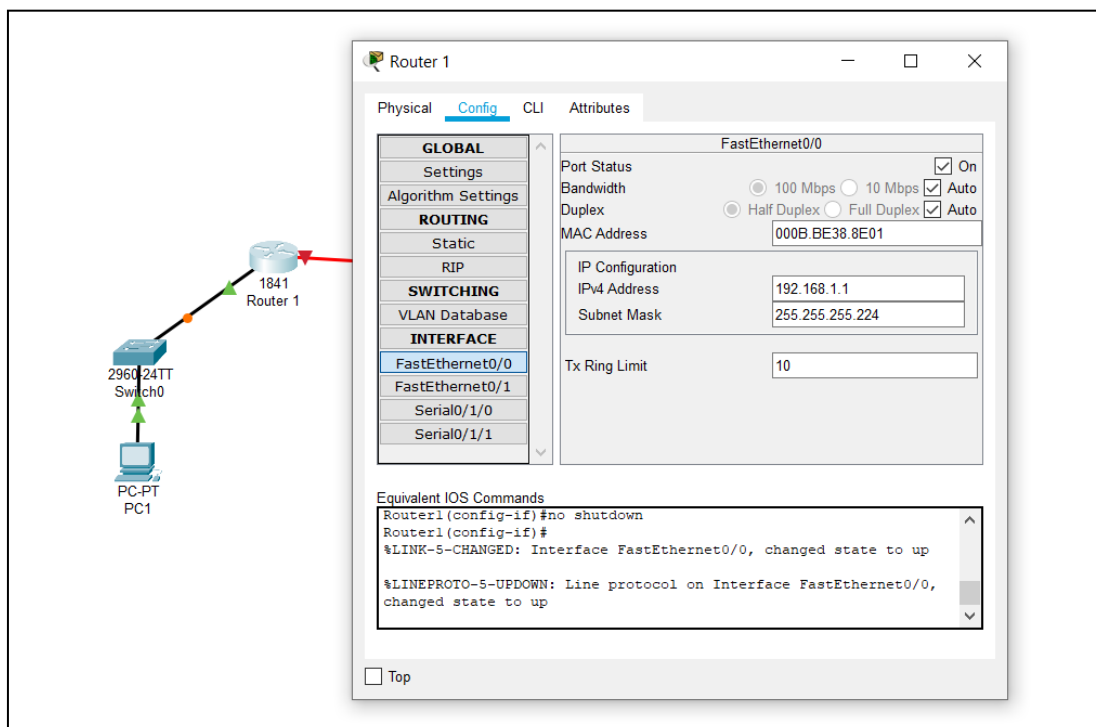 Router 1
Physical Config CLI Attributes
GLOBAL
Settings
Algorithm Settings
ROUTING
Static
RIP
SWITCHING
VLAN Database
INTERFACE
FastEthernet0/0
FastEthernet0/1
Serial0/1/0
Serial0/1/1
FastEthernet0/0
Port Status On
Bandwidth 100 Mbps 10 Mbps Auto
Duplex Half Duplex Full Duplex Auto
MAC Address 000B.BE38.8E01
IP Configuration
IPv4 Address 192.168.1.1
Subnet Mask 255.255.255.224
Tx Ring Limit 10
Equivalent IOS Commands
Router1(config-if)#no shutdown
Router1(config-if)#
%LINK-5-CHANGED: Interface FastEthernet0/0, changed state to up
%LINEPROTO-5-UPDOWN: Line protocol on Interface FastEthernet0/0,
changed state to up
Top
1841
Router 1
2960-24TT
Switch0
PC-PT
PC1